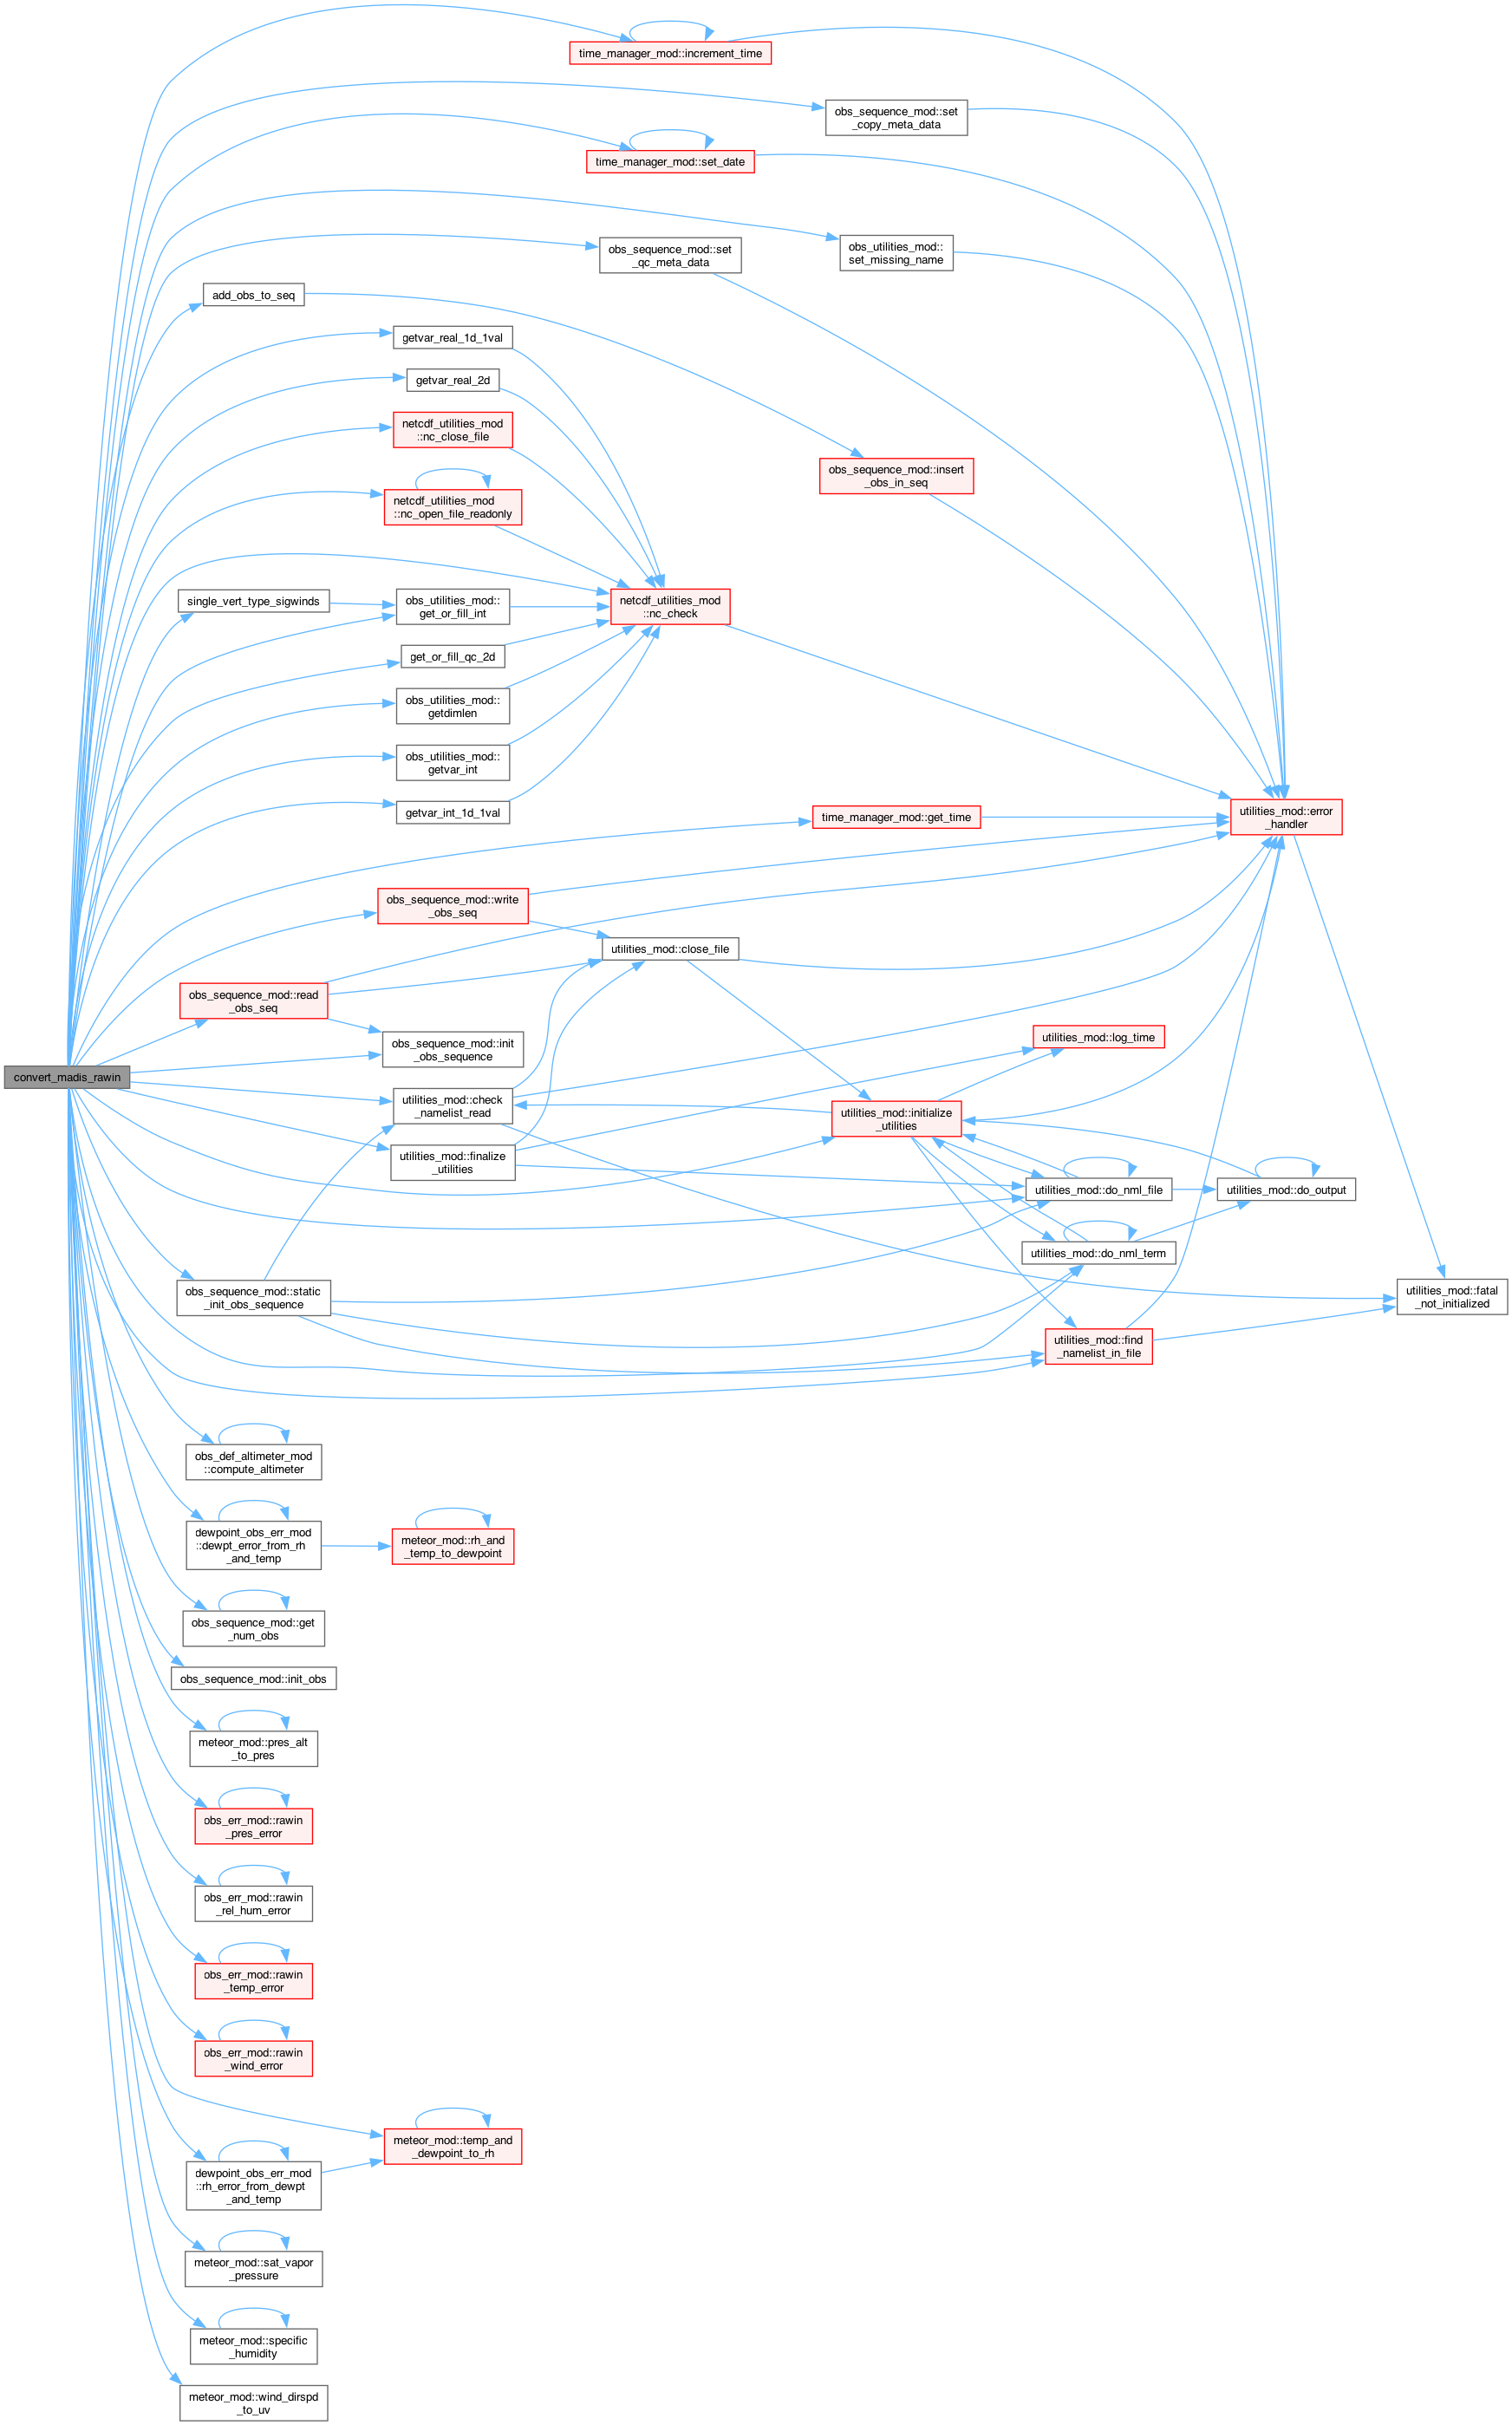 time_manager_mod::increment_time
obs_sequence_mod::set
_copy_meta_data
time_manager_mod::set_date
obs_utilities_mod::
set_missing_name
obs_sequence_mod::set
_qc_meta_data
add_obs_to_seq
getvar_real_1d_1val
getvar_real_2d
netcdf_utilities_mod
::nc_close_file
obs_sequence_mod::insert
_obs_in_seq
netcdf_utilities_mod
::nc_open_file_readonly
single_vert_type_sigwinds
obs_utilities_mod::
get_or_fill_int
netcdf_utilities_mod
::nc_check
get_or_fill_qc_2d
obs_utilities_mod::
getdimlen
obs_utilities_mod::
getvar_int
getvar_int_1d_1val
time_manager_mod::get_time
utilities_mod::error
_handler
obs_sequence_mod::write
_obs_seq
utilities_mod::close_file
obs_sequence_mod::read
_obs_seq
obs_sequence_mod::init
_obs_sequence
utilities_mod::log_time
convert_madis_rawin
utilities_mod::check
_namelist_read
utilities_mod::initialize
_utilities
utilities_mod::finalize
_utilities
utilities_mod::do_nml_file
utilities_mod::do_output
utilities_mod::do_nml_term
obs_sequence_mod::static
_init_obs_sequence
utilities_mod::fatal
_not_initialized
utilities_mod::find
_namelist_in_file
obs_def_altimeter_mod
::compute_altimeter
dewpoint_obs_err_mod
::dewpt_error_from_rh
_and_temp
meteor_mod::rh_and
_temp_to_dewpoint
obs_sequence_mod::get
_num_obs
obs_sequence_mod::init_obs
meteor_mod::pres_alt
_to_pres
obs_err_mod::rawin
_pres_error
obs_err_mod::rawin
_rel_hum_error
obs_err_mod::rawin
_temp_error
obs_err_mod::rawin
_wind_error
meteor_mod::temp_and
_dewpoint_to_rh
dewpoint_obs_err_mod
::rh_error_from_dewpt
_and_temp
meteor_mod::sat_vapor
_pressure
meteor_mod::specific
_humidity
meteor_mod::wind_dirspd
_to_uv